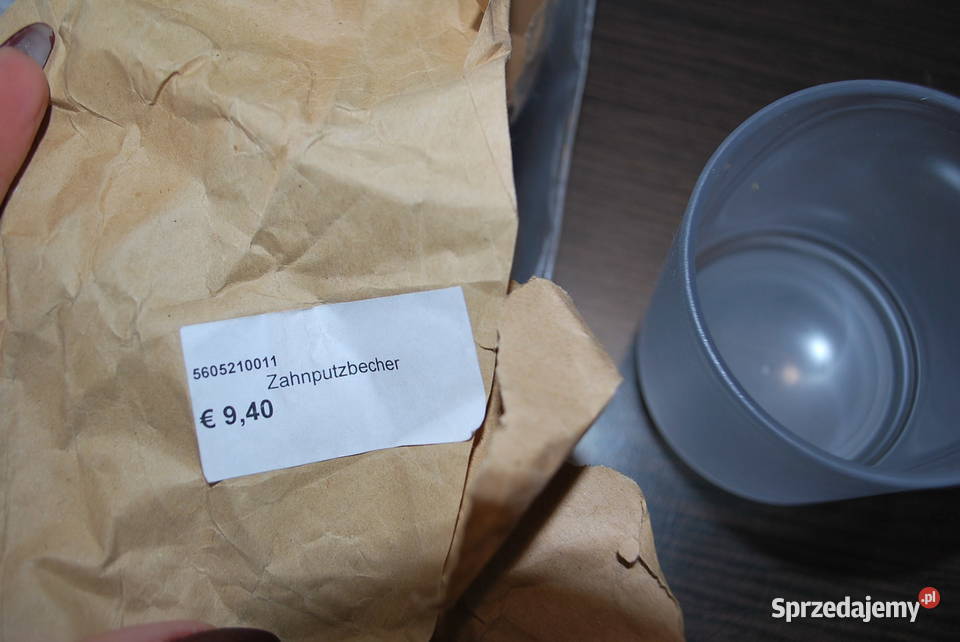 5605210011
Zahnputzbecher
€ 9,40
Sprzedajemy.pl